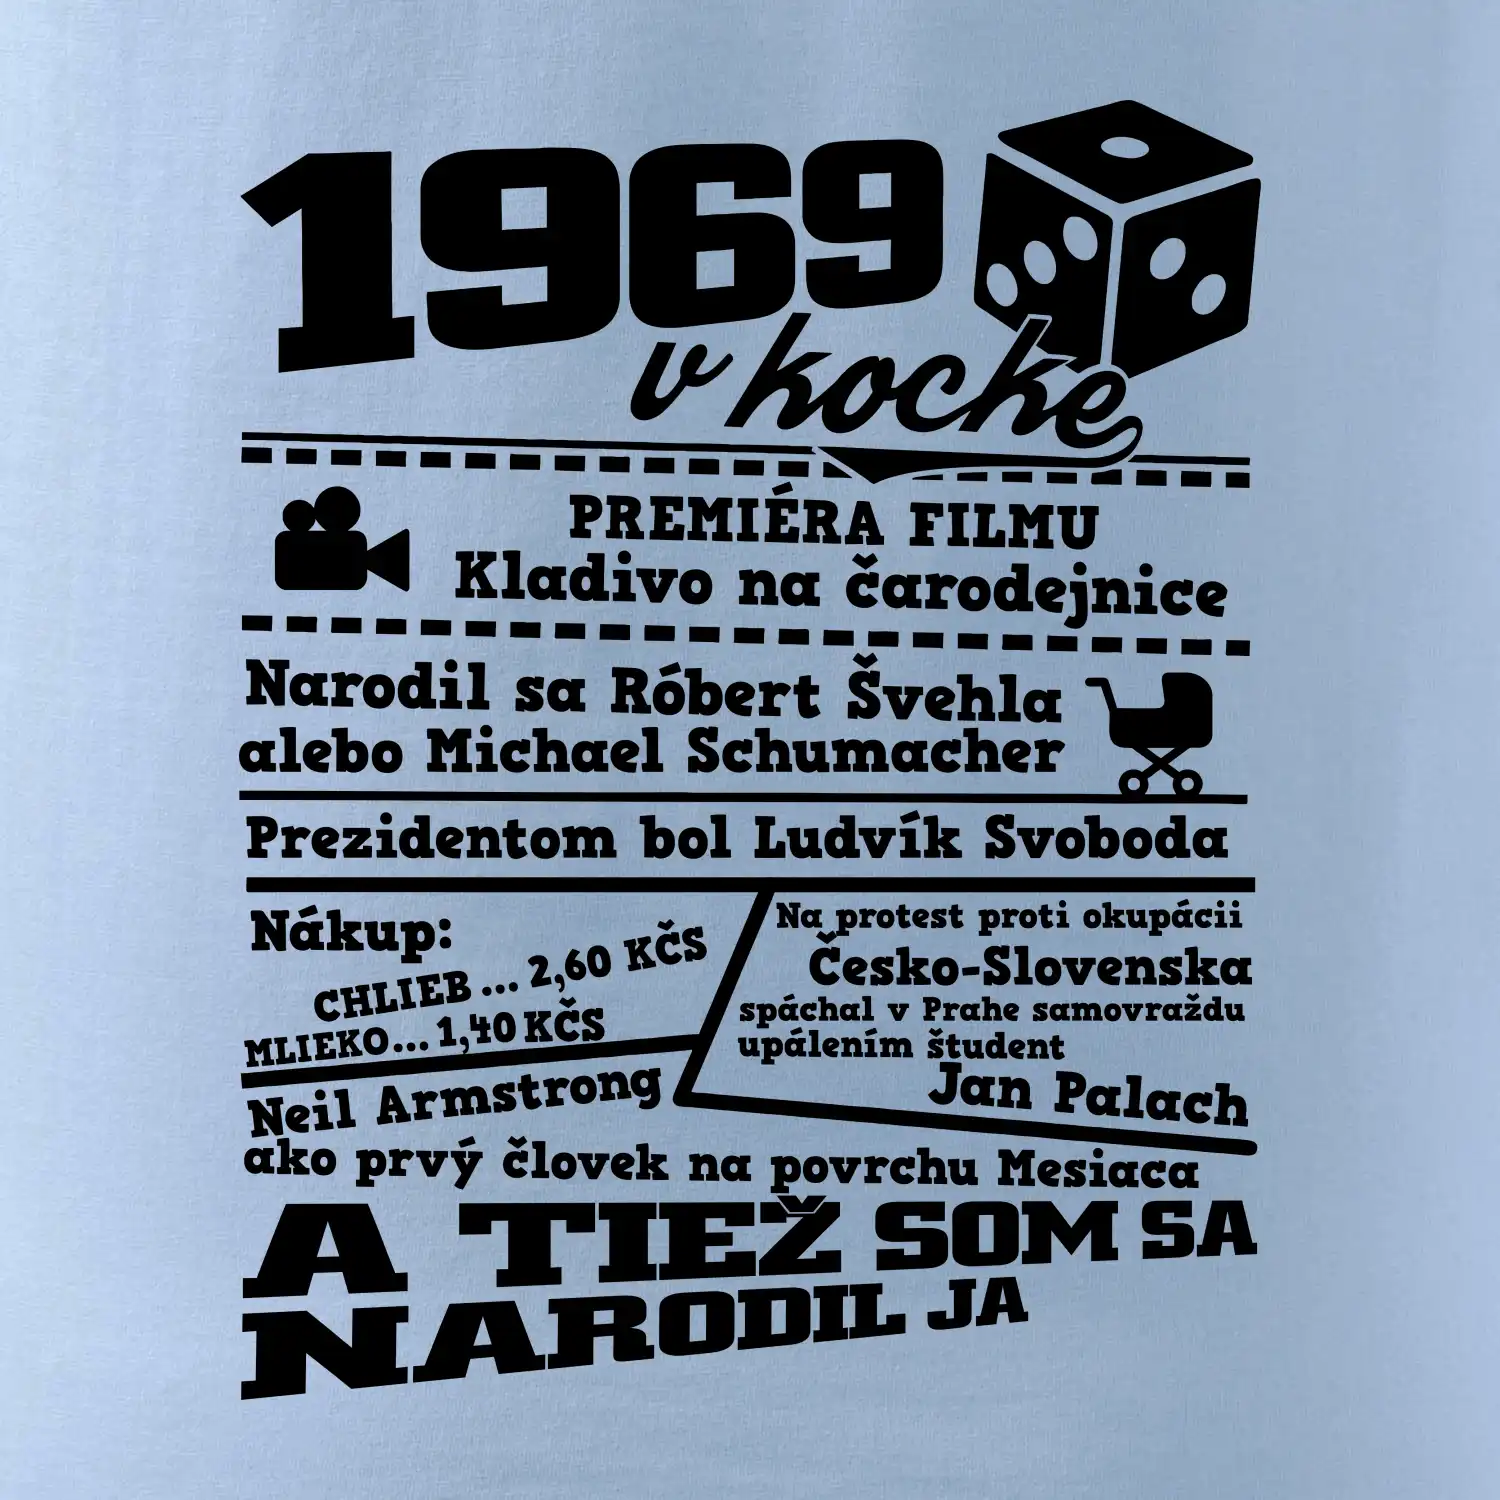 1969
v kocke
PREMIÉRA FILMU
Kladivo na čarodejnice
Narodil sa Róbert Švehla
alebo Michael Schumacher
Prezidentom bol Ludvík Svoboda
Nákup:
CHLIEB... 2,60 KČS
MLIEKO... 1,40 KČS
Na protest proti okupácii
Česko-Slovenska
spáchal v Prahe samovraždu
upálením študent
Jan Palach
Neil Armstrong
ako prvý človek na povrchu Mesiaca
A TIEŽ SOM SA
NARODIL JA